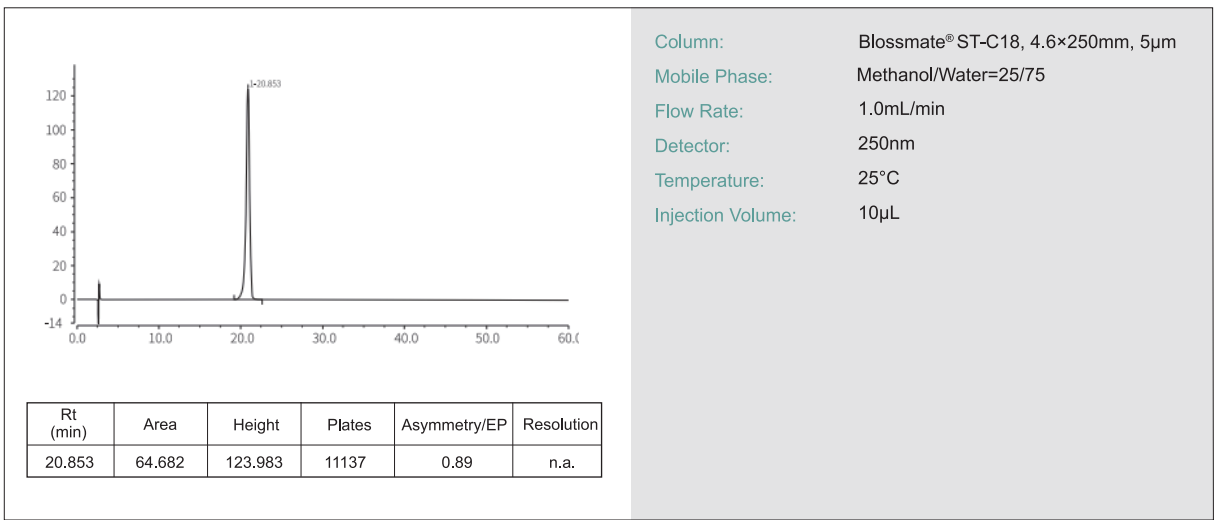 120
100
80
60
40
20
0
-14
1-20.853
0.0 10.0 20.0 30.0 40.0 50.0 60.0
Rt (min) Area Height Plates Asymmetry/EP Resolution
20.853 64.682 123.983 11137 0.89 n.a.
Column: Blossmate® ST-C18, 4.6×250mm, 5μm
Mobile Phase: Methanol/Water=25/75
Flow Rate: 1.0mL/min
Detector: 250nm
Temperature: 25°C
Injection Volume: 10μL